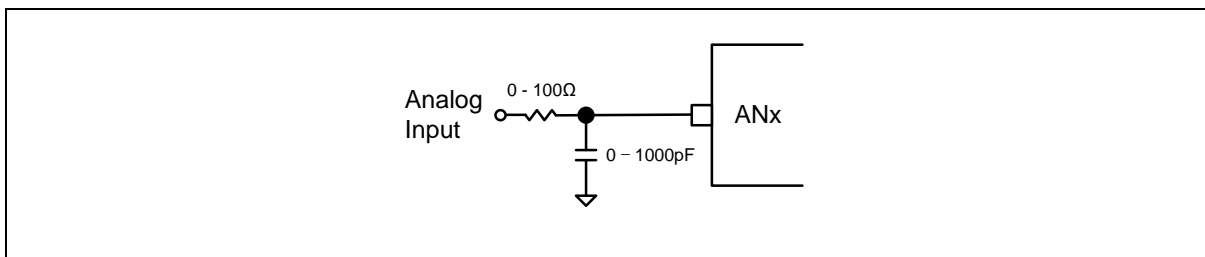 0 - 100Ω
Analog
Input
ANx
0 – 1000pF